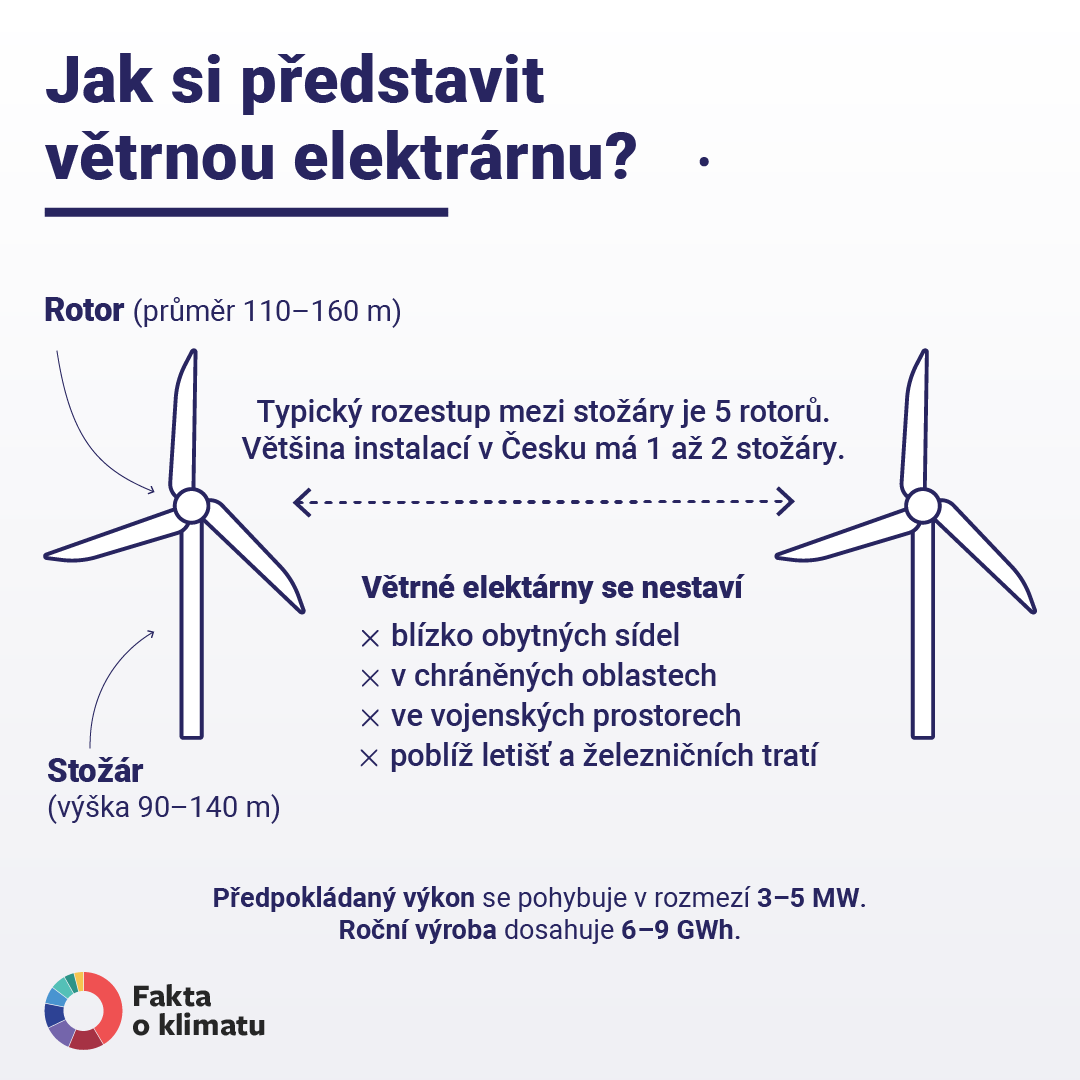 Jak si představit
větrnou elektrárnu?
Rotor (průměr 110–160 m)
Typický rozestup mezi stožáry je 5 rotorů.
Většina instalací v Česku má 1 až 2 stožáry.
Větrné elektárny se nestaví
× blízko obytných sídel
× v chráněných oblastech
× ve vojenských prostorech
× poblíž letišť a železničních tratí
Stožár
(výška 90–140 m)
Předpokládaný výkon se pohybuje v rozmezí 3–5 MW.
Roční výroba dosahuje 6–9 GWh.
Fakta
o klimatu